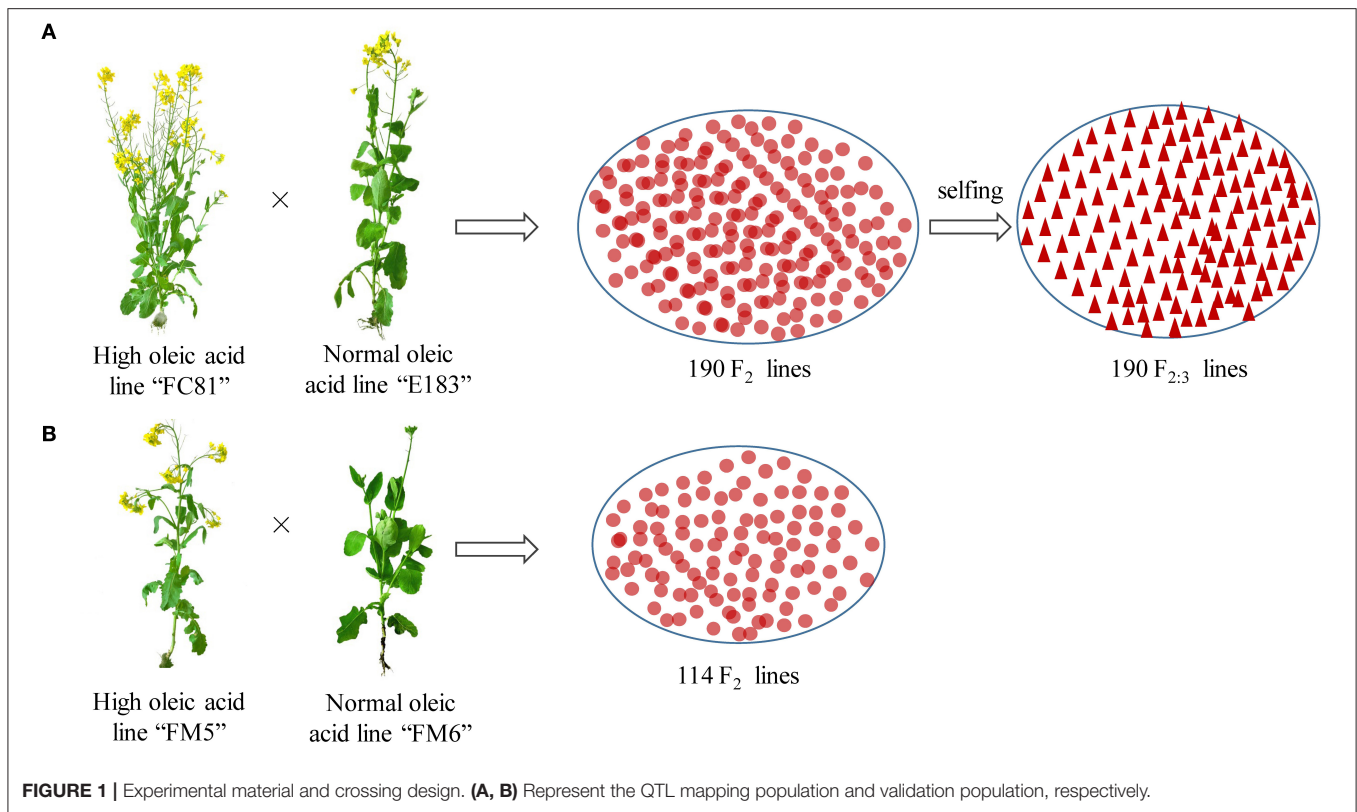 A
×
selfing
High oleic acid
line “FC81”
Normal oleic
acid line “E183”
190 F₂ lines
190 F₂:₃ lines
B
×
High oleic acid
line “FM5”
Normal oleic
acid line “FM6”
114 F₂ lines
FIGURE 1 | Experimental material and crossing design. (A, B) Represent the QTL mapping population and validation population, respectively.